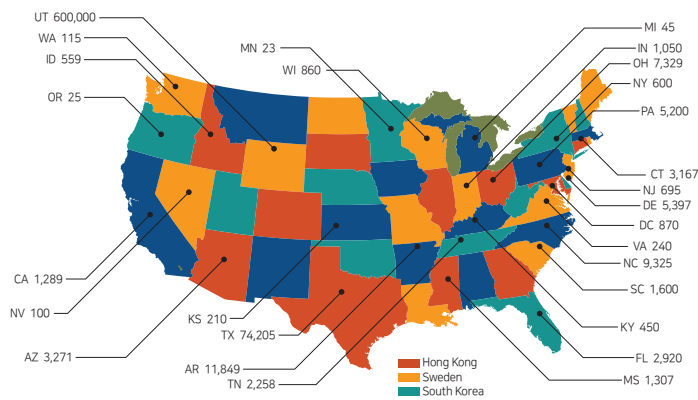 UT 600,000
WA 115
ID 559
OR 25
MN 23
WI 860
MI 45
IN 1,050
OH 7,329
NY 600
PA 5,200
CT 3,167
NJ 695
DE 5,397
DC 870
VA 240
NC 9,325
SC 1,600
KY 450
FL 2,920
MS 1,307
CA 1,289
NV 100
AZ 3,271
KS 210
TX 74,205
AR 11,849
TN 2,258
Hong Kong
Sweden
South Korea